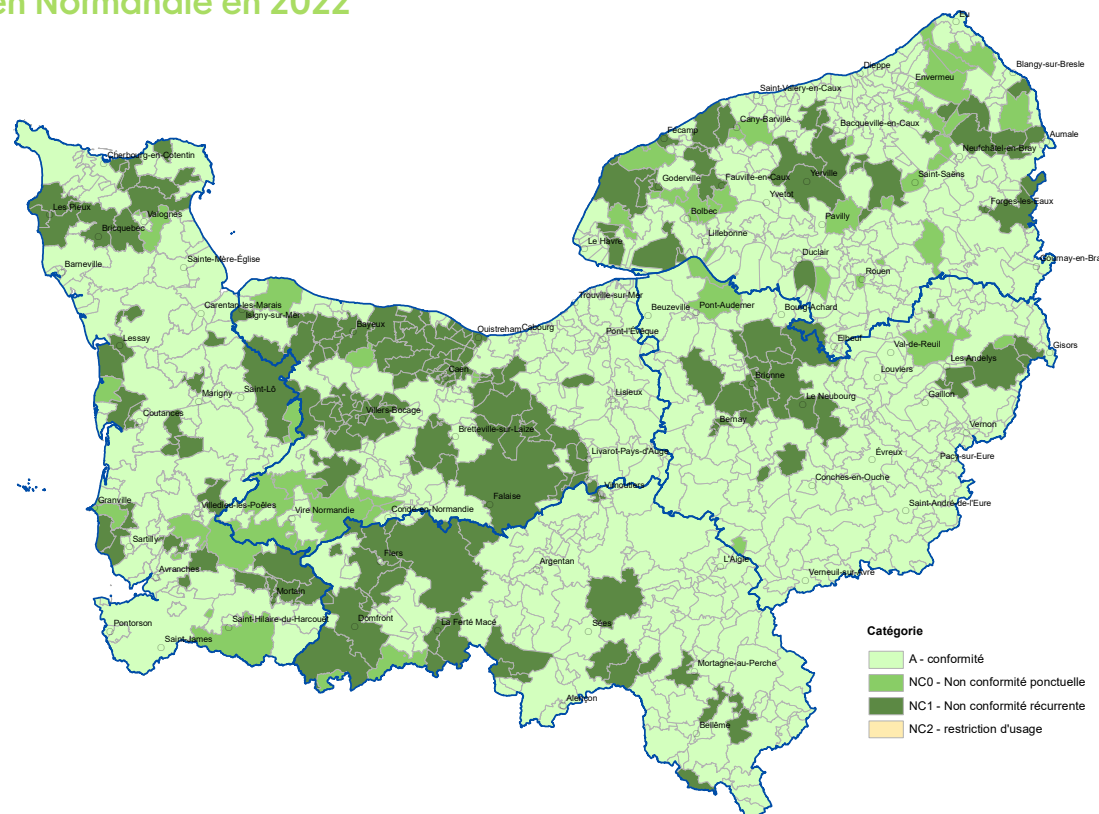 en Normandie en 2022
Eu
Dieppe
Blangy-sur-Bresle
Envermeu
Saint-Valéry-en-Caux
Cany-Barville
Bacqueville-en-Caux
Fécamp
Aumale
Neufchâtel-en-Bray
Cherbourg-en-Cotentin
Goderville
Fauville-en-Caux
Yerville
Saint-Saëns
Yvetot
Forges-les-Eaux
Les Pieux
Valognes
Bolbec
Pavilly
Bricquebec
Lillebonne
Le Havre
Duclair
Barneville
Sainte-Mère-Église
Rouen
Gournay-en-Bra
Carentan-les-Marais
Isigny-sur-Mer
Trouville-sur-Mer
Beuzeville
Pont-Audemer
Bourg-Achard
Bayeux
Ouistreham
Cabourg
Pont-l'Évêque
Lessay
Elbeuf
Val-de-Reuil
Gisors
Les Andelys
Caen
Louviers
Brionne
Saint-Lô
Marigny
Lisieux
Le Neubourg
Gaillon
Coutances
Villers-Bocage
Bernay
Vernon
Bretteville-sur-Laize
Livarot-Pays-d'Auge
Évreux
Pacy-sur-Eure
Conches-en-Ouche
Vimoutiers
Granville
Villedieu-les-Poêles
Vire Normandie
Condé-en-Normandie
Falaise
Saint-André-de-l'Eure
Sartilly
Flers
Argentan
L'Aigle
Avranches
Verneuil-sur-Avre
Mortain
Pontorson
Saint-Hilaire-du-Harcouët
Domfront
La Ferté Macé
Sées
Saint-James
Mortagne-au-Perche
Alençon
Bellême
Catégorie
A - conformité
NC0 - Non conformité ponctuelle
NC1 - Non conformité récurrente
NC2 - restriction d'usage